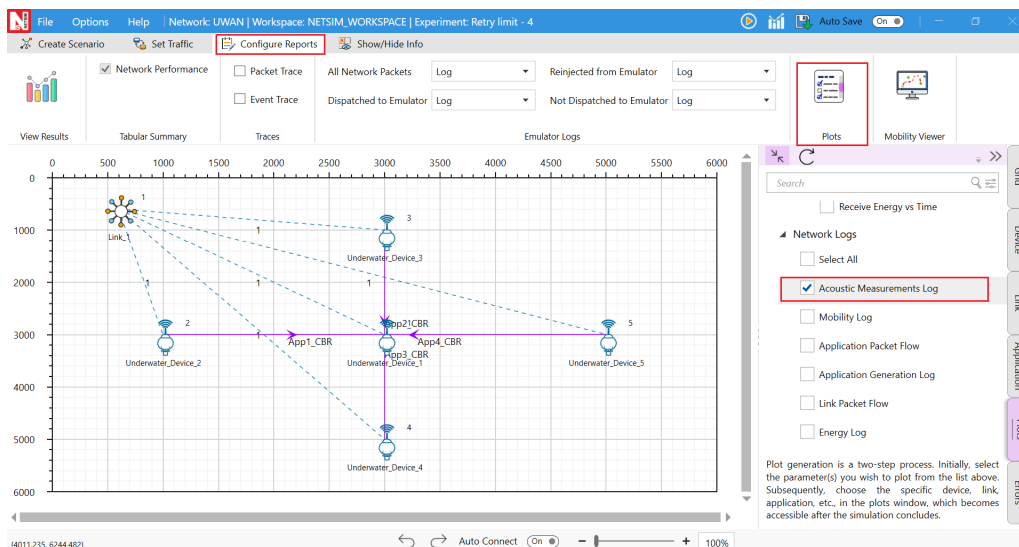 File Options Help Network: UWAN | Workspace: NETSIM_WORKSPACE | Experiment: Retry limit - 4 Auto Save On
Create Scenario Set Traffic Configure Reports Show/Hide Info
Network Performance Packet Trace All Network Packets Log Reinjected from Emulator Log
Event Trace Dispatched to Emulator Log Not Dispatched to Emulator Log
View Results Tabular Summary Traces Emulator Logs Plots Mobility Viewer
0 500 1000 1500 2000 2500 3000 3500 4000 4500 5000 5500 6000
0
1000
2000
3000
4000
5000
6000
1
Link_1
3
Underwater_Device_3
1
1
1
1
1
2
Underwater_Device_2
App1_CBR
App21CBR
App3_CBR
Underwater_Device_1
App4_CBR
5
Underwater_Device_5
4
Underwater_Device_4
Search
Receive Energy vs Time
Network Logs
Select All
Acoustic Measurements Log
Mobility Log
Application Packet Flow
Application Generation Log
Link Packet Flow
Energy Log
Plot generation is a two-step process. Initially, select
the parameter(s) you wish to plot from the list above.
Subsequently, choose the specific device, link,
application, etc., in the plots window, which becomes
accessible after the simulation concludes.
Grid
Device
Link
Application
Plots
Errors
(4011.235, 6244.482) Auto Connect On 100%